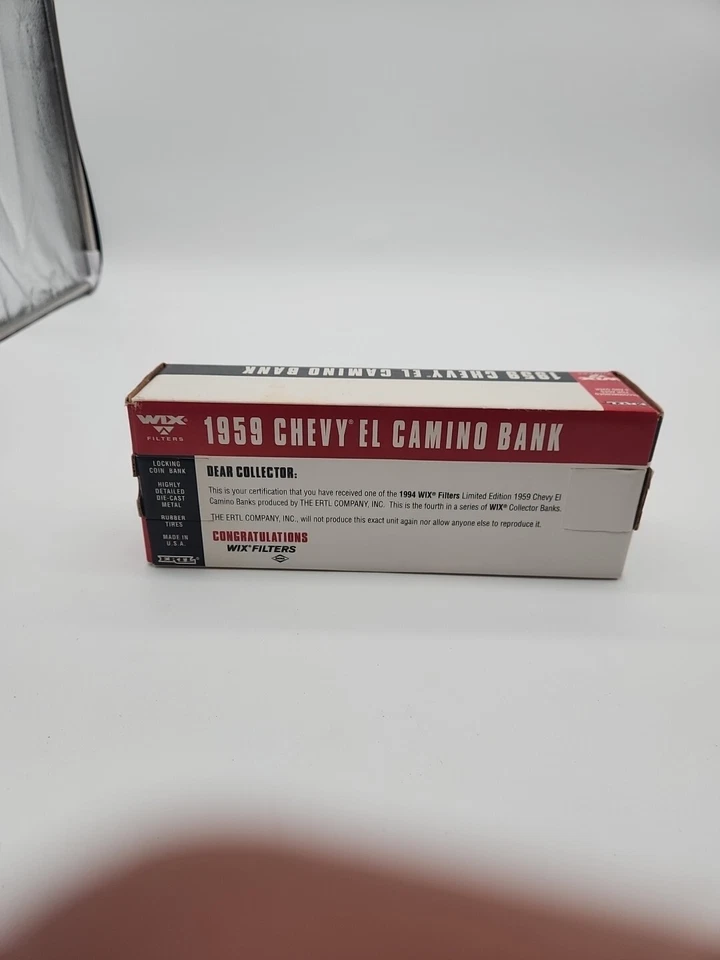 1959 CHEVY EL CAMINO BANK
WIX
WIX®
FILTERS
1959 CHEVY® EL CAMINO BANK
LOCKING
COIN BANK
HIGHLY
DETAILED
DIE-CAST
METAL
RUBBER
TIRES
MADE IN
U.S.A.
ERTL
DEAR COLLECTOR:
This is your certification that you have received one of the 1994 WIX® Filters Limited Edition 1959 Chevy El
Camino Banks produced by THE ERTL COMPANY, INC. This is the fourth in a series of WIX® Collector Banks.
THE ERTL COMPANY, INC., will not produce this exact unit again nor allow anyone else to reproduce it.
CONGRATULATIONS
WIX® FILTERS